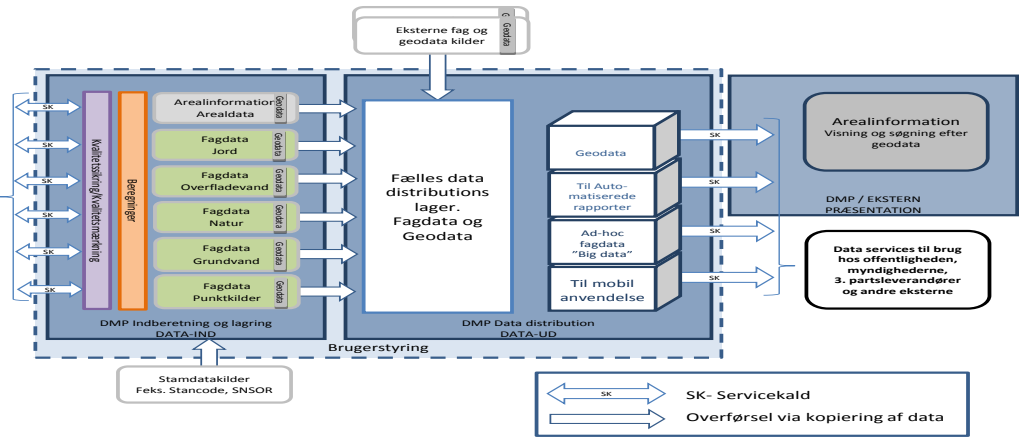 Eksterne fag og
geodata kilder
G
Geodata
SK
SK
SK
SK
SK
SK
Kvalitetssikring/Kvalitetsmærkning
Beregninger
Arealinformation
Arealdata
Geodata
Fagdata
Jord
Geodata
Fagdata
Overfladevand
Geodata
Fagdata
Natur
Geodata
Fagdata
Grundvand
Geodata
Fagdata
Punktkilder
Geodata
DMP Indberetning og lagring
DATA-IND
Fælles data
distributions
lager.
Fagdata og
Geodata
Geodata
Til Auto-
matiserede
rapporter
Ad-hoc
fagdata
“Big data”
Til mobil
anvendelse
DMP Data distribution
DATA-UD
Brugerstyring
SK
SK
SK
SK
Arealinformation
Visning og søgning efter
geodata
DMP / EKSTERN
PRÆSENTATION
Data services til brug
hos offentligheden,
myndighederne,
3. partsleverandører
og andre eksterne
Stamdatakilder
Feks. Stancode, SNSOR
SK
SK- Servicekald
Overførsel via kopiering af data